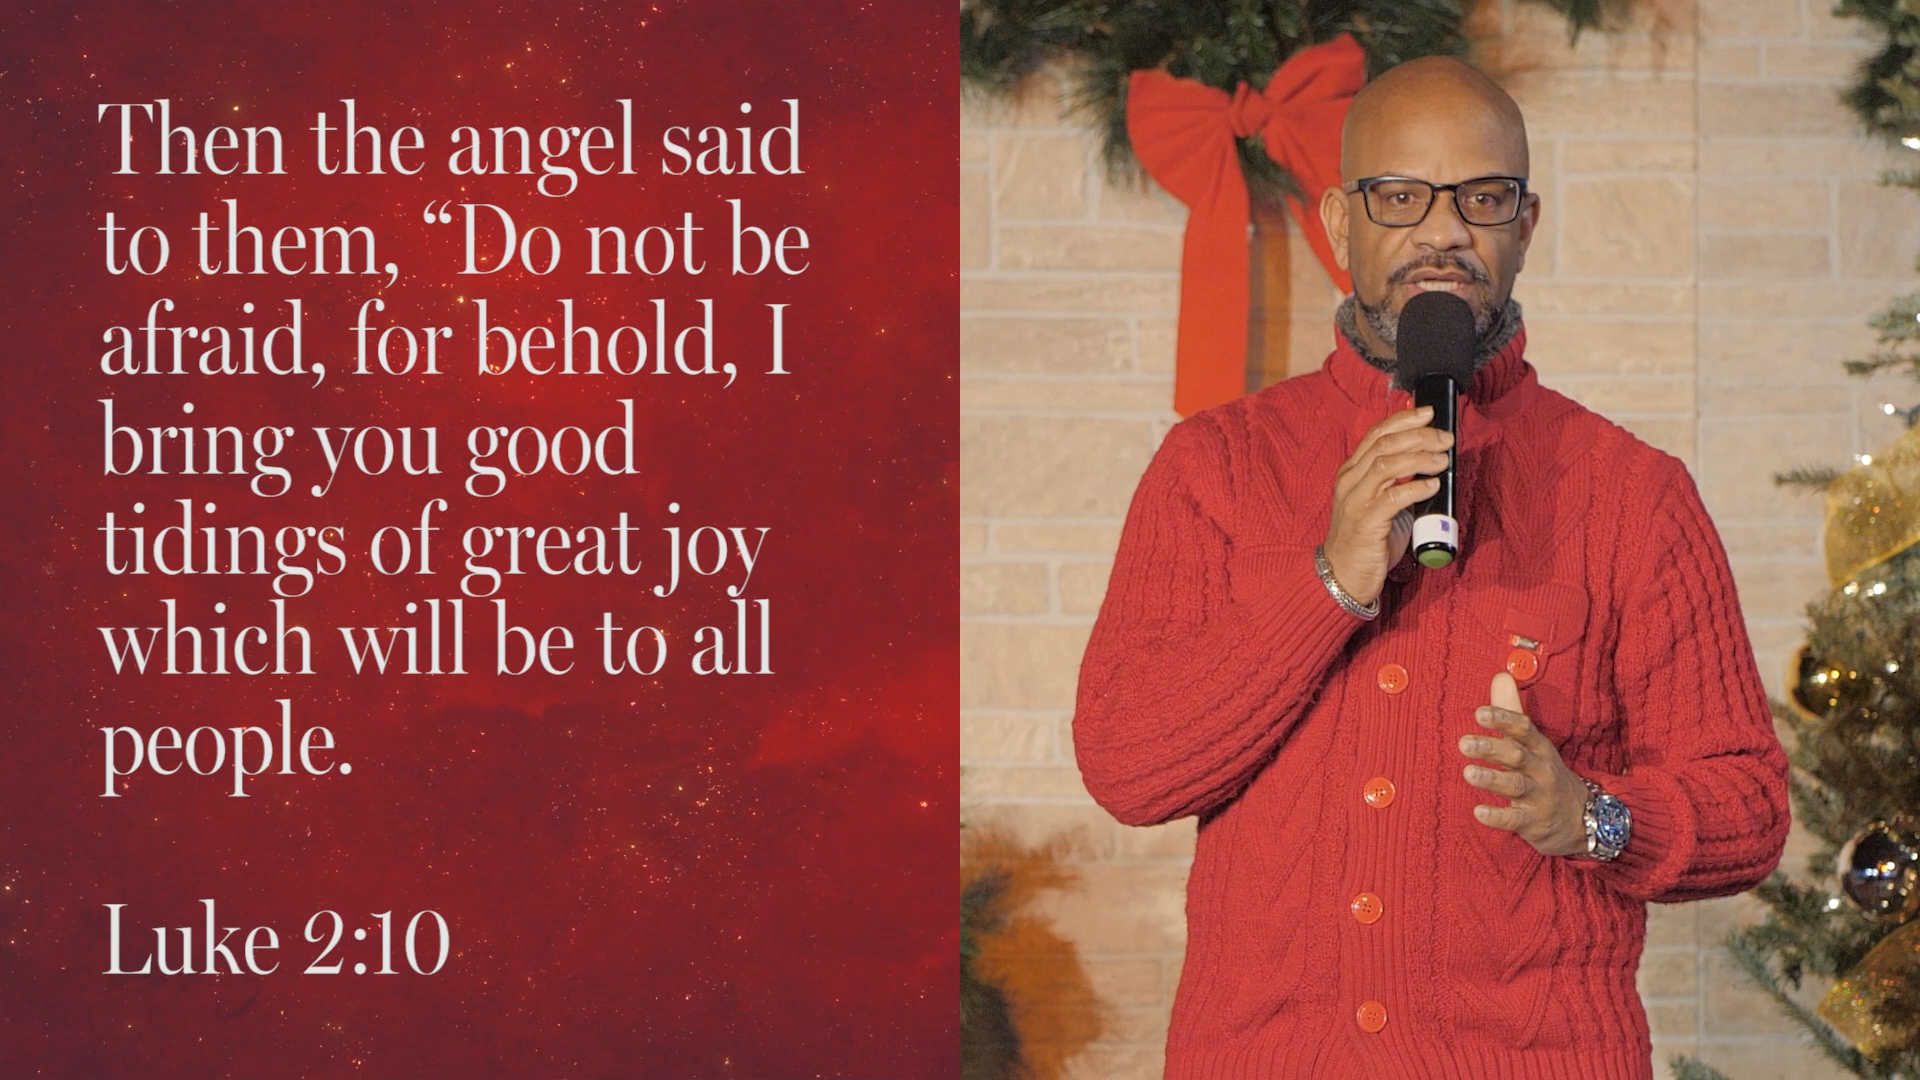 Then the angel said
to them, “Do not be
afraid, for behold, I
bring you good
tidings of great joy
which will be to all
people.
Luke 2:10